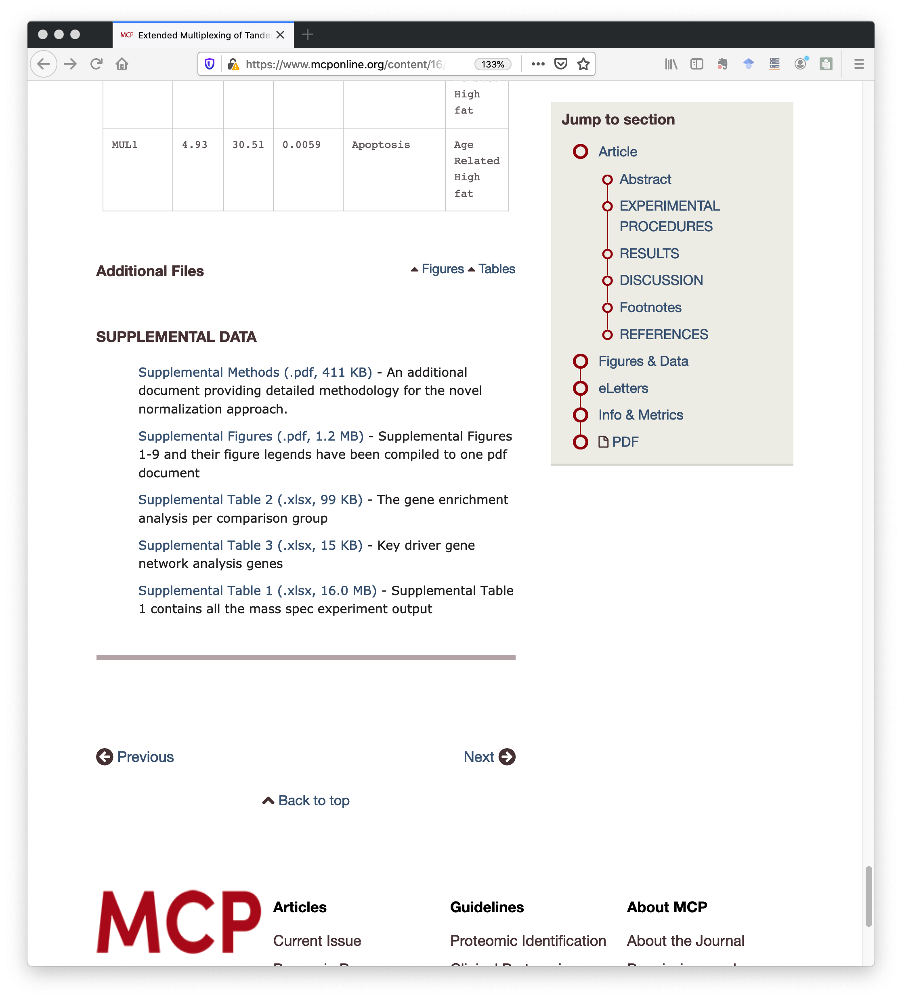 MCP Extended Multiplexing of Tande
https://www.mcponline.org/content/16/
133%
High
fat
MUL1 4.93 30.51 0.0059 Apoptosis Age
Related
High
fat
Additional Files
Figures Tables
SUPPLEMENTAL DATA
Supplemental Methods (.pdf, 411 KB) - An additional
document providing detailed methodology for the novel
normalization approach.
Supplemental Figures (.pdf, 1.2 MB) - Supplemental Figures
1-9 and their figure legends have been compiled to one pdf
document
Supplemental Table 2 (.xlsx, 99 KB) - The gene enrichment
analysis per comparison group
Supplemental Table 3 (.xlsx, 15 KB) - Key driver gene
network analysis genes
Supplemental Table 1 (.xlsx, 16.0 MB) - Supplemental Table
1 contains all the mass spec experiment output
Previous
Next
Back to top
Jump to section
Article
Abstract
EXPERIMENTAL
PROCEDURES
RESULTS
DISCUSSION
Footnotes
REFERENCES
Figures & Data
eLetters
Info & Metrics
PDF
MCP
Articles
Current Issue
Guidelines
Proteomic Identification
About MCP
About the Journal